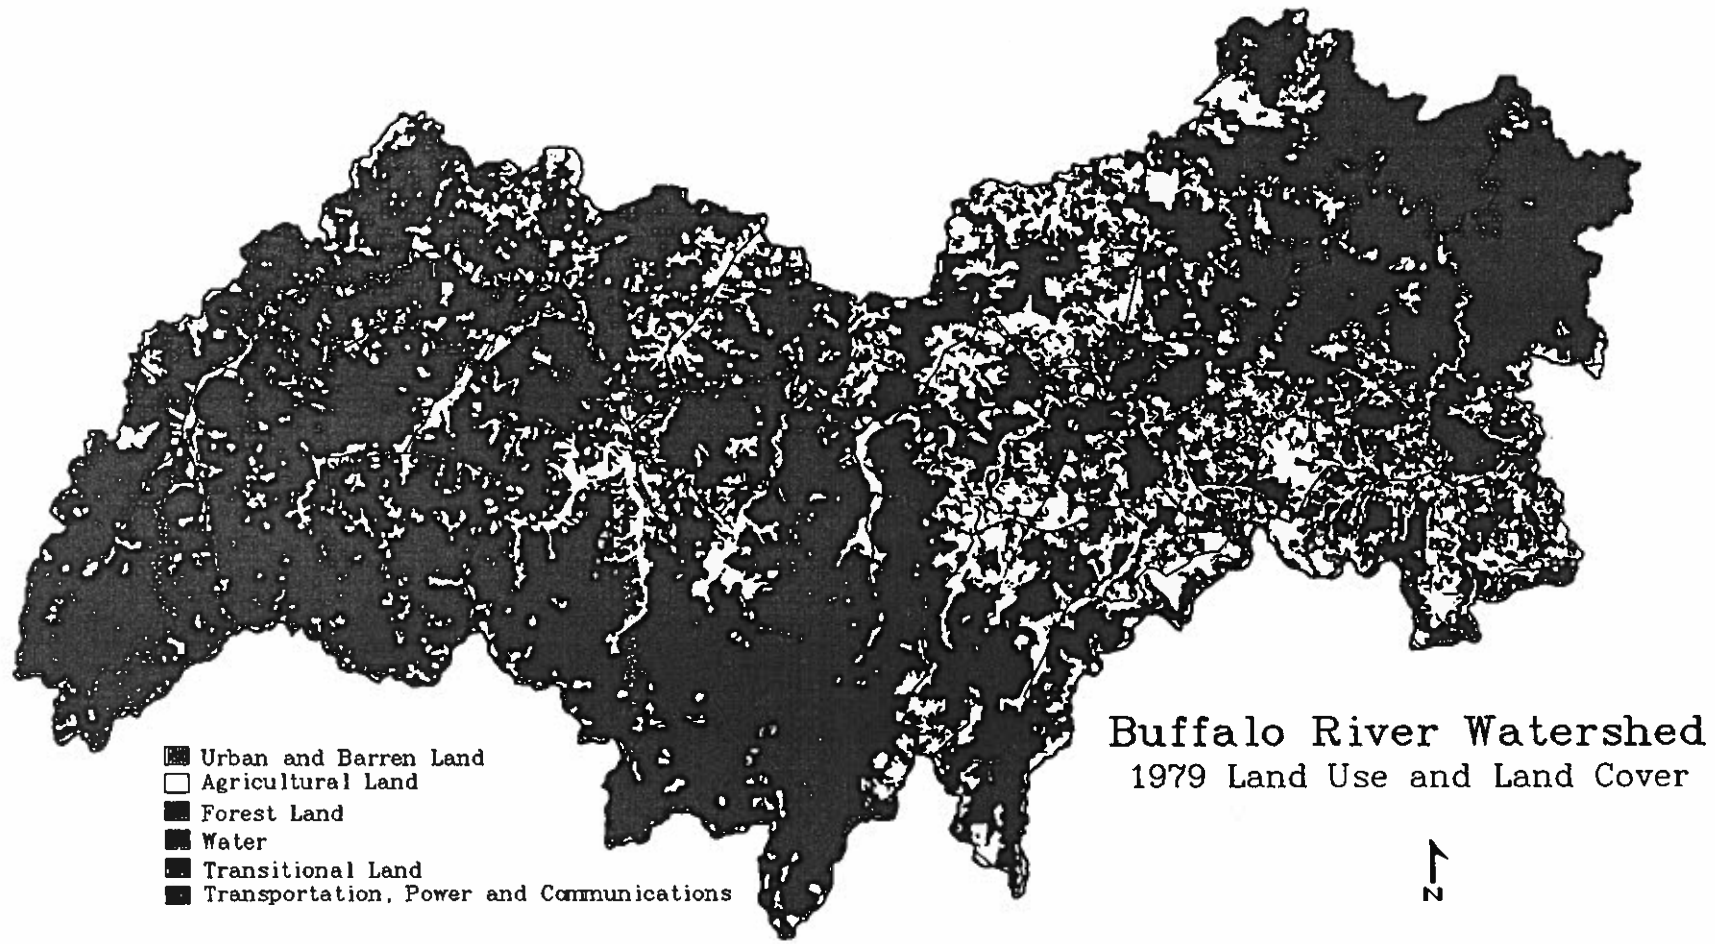 Buffalo River Watershed
1979 Land Use and Land Cover
Urban and Barren Land
Agricultural Land
Forest Land
Water
Transitional Land
Transportation, Power and Communications
N